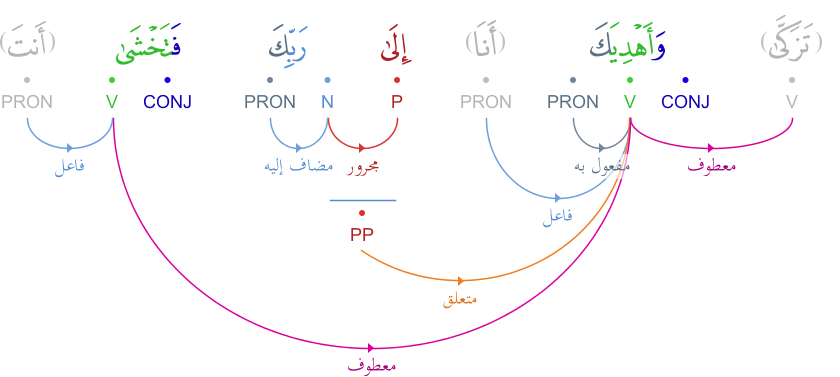 (تَزَكَّىٰ) وَأَهْدِيَكَ (أَنَا) إِلَىٰ رَبِّكَ فَتَخْشَىٰ (أَنتَ)
V CONJ V PRON PRON P N PRON CONJ V PRON
معطوف مفعول به مجرور مضاف إليه فاعل
فاعل
PP
متعلق
معطوف